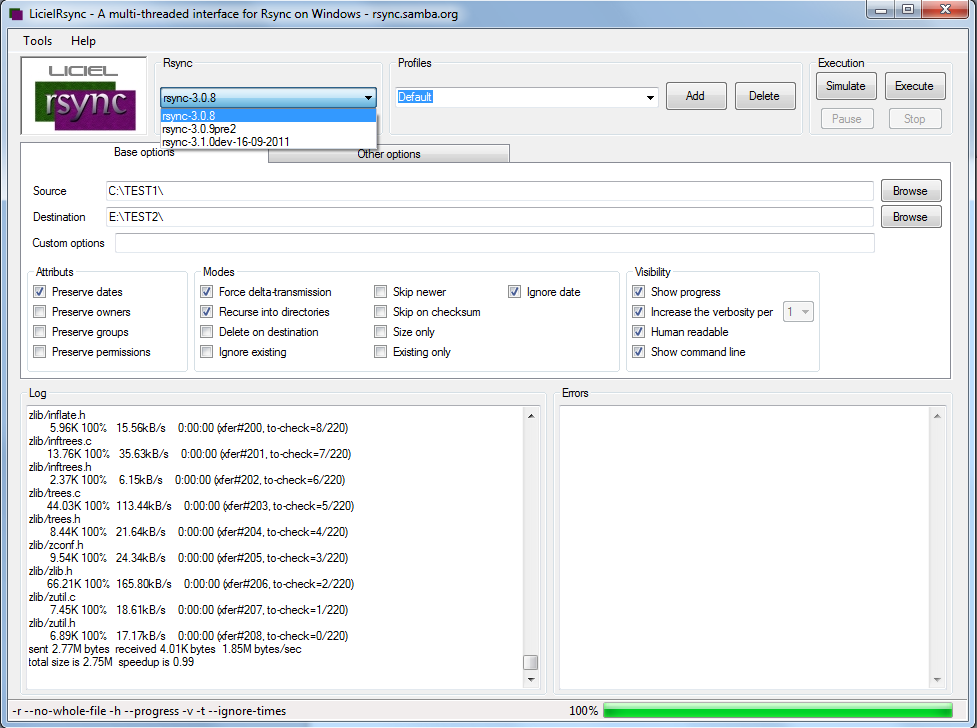 LicielRsync - A multi-threaded interface for Rsync on Windows - rsync.samba.org
Tools Help
LICIEL
rsync
Rsync
rsync-3.0.8
rsync-3.0.8
rsync-3.0.9pre2
rsync-3.1.0dev-16-09-2011
Profiles
Default
Add
Delete
Execution
Simulate
Execute
Pause
Stop
Base options
Other options
Source
C:\TEST1\
Browse
Destination
E:\TEST2\
Browse
Custom options
Attributs
Preserve dates
Preserve owners
Preserve groups
Preserve permissions
Modes
Force delta-transmission
Recurse into directories
Delete on destination
Ignore existing
Skip newer
Skip on checksum
Size only
Existing only
Ignore date
Visibility
Show progress
Increase the verbosity per 1
Human readable
Show command line
Log
zlib/inflate.h
5.96K 100% 15.56kB/s 0:00:00 (xfer#200, to-check=8/220)
zlib/inftrees.c
13.76K 100% 35.63kB/s 0:00:00 (xfer#201, to-check=7/220)
zlib/inftrees.h
2.37K 100% 6.15kB/s 0:00:00 (xfer#202, to-check=6/220)
zlib/trees.c
44.03K 100% 113.44kB/s 0:00:00 (xfer#203, to-check=5/220)
zlib/trees.h
8.44K 100% 21.64kB/s 0:00:00 (xfer#204, to-check=4/220)
zlib/zconf.h
9.54K 100% 24.34kB/s 0:00:00 (xfer#205, to-check=3/220)
zlib/zlib.h
66.21K 100% 165.80kB/s 0:00:00 (xfer#206, to-check=2/220)
zlib/zutil.c
7.45K 100% 18.61kB/s 0:00:00 (xfer#207, to-check=1/220)
zlib/zutil.h
6.89K 100% 17.17kB/s 0:00:00 (xfer#208, to-check=0/220)
sent 2.77M bytes received 4.01K bytes 1.85M bytes/sec
total size is 2.75M speedup is 0.99
Errors
-r --no-whole-file -h --progress -v -t --ignore-times
100%